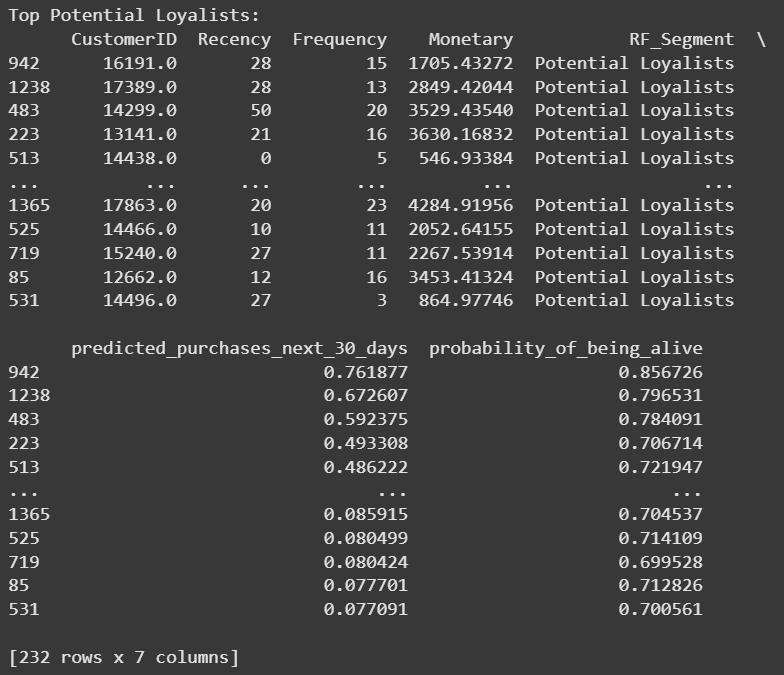 Top Potential Loyalists:
CustomerID Recency Frequency Monetary RF_Segment \
942 16191.0 28 15 1705.43272 Potential Loyalists
1238 17389.0 28 13 2849.42044 Potential Loyalists
483 14299.0 50 20 3529.43540 Potential Loyalists
223 13141.0 21 16 3630.16832 Potential Loyalists
513 14438.0 0 5 546.93384 Potential Loyalists
... ... ... ... ... ...
1365 17863.0 20 23 4284.91956 Potential Loyalists
525 14466.0 10 11 2052.64155 Potential Loyalists
719 15240.0 27 11 2267.53914 Potential Loyalists
85 12662.0 12 16 3453.41324 Potential Loyalists
531 14496.0 27 3 864.97746 Potential Loyalists
predicted_purchases_next_30_days probability_of_being_alive
942 0.761877 0.856726
1238 0.672607 0.796531
483 0.592375 0.784091
223 0.493308 0.706714
513 0.486222 0.721947
... ... ...
1365 0.085915 0.704537
525 0.080499 0.714109
719 0.080424 0.699528
85 0.077701 0.712826
531 0.077091 0.700561
[232 rows x 7 columns]